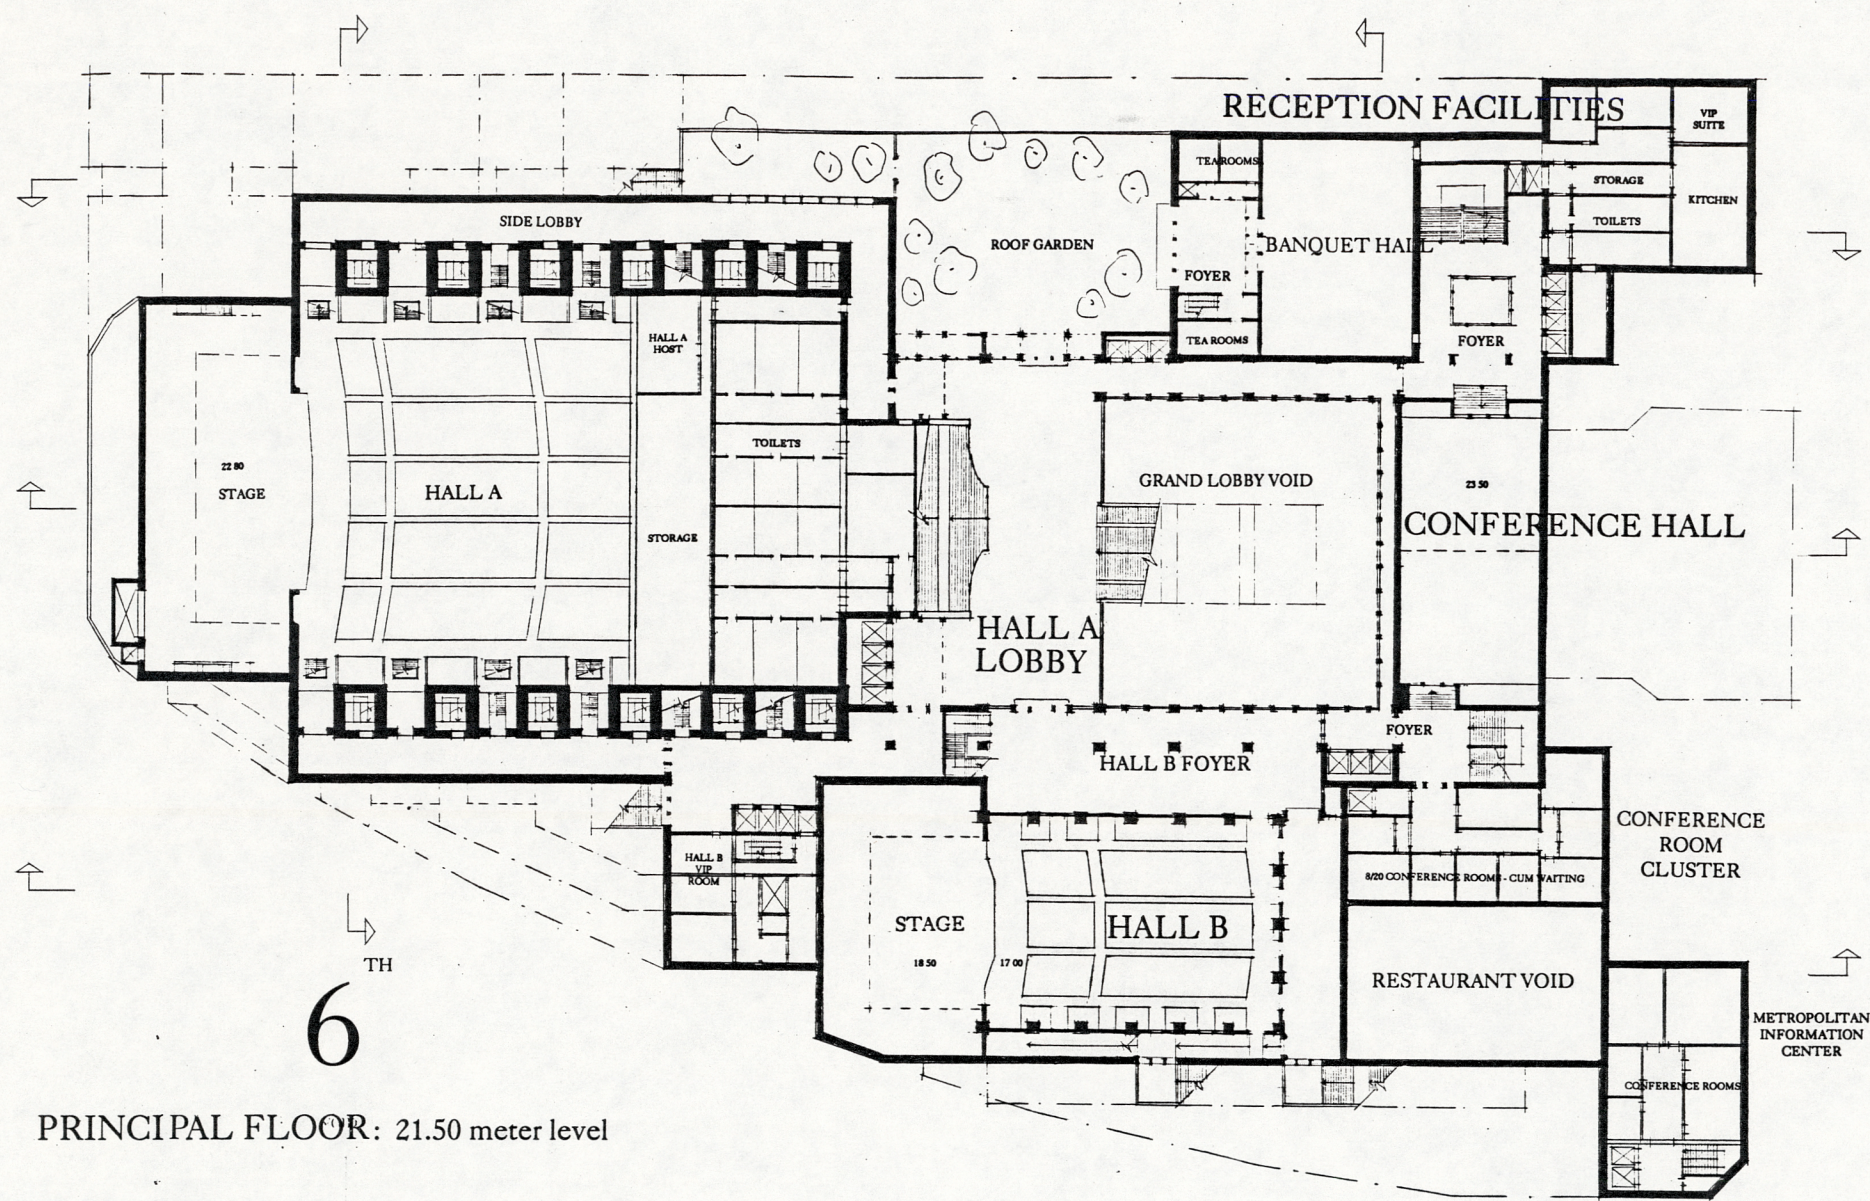 RECEPTION FACILITIES
VIP
SUITE
TEA ROOMS
STORAGE
KITCHEN
TOILETS
SIDE LOBBY
ROOF GARDEN
BANQUET HALL
FOYER
HALL A
HOST
TEA ROOMS
FOYER
TOILETS
22 80
STAGE
HALL A
GRAND LOBBY VOID
23 50
CONFERENCE HALL
STORAGE
HALL A
LOBBY
FOYER
HALL B FOYER
CONFERENCE
ROOM
CLUSTER
HALL B
VIP
ROOM
8/20 CONFERENCE ROOMS - CUM WAITING
STAGE
HALL B
18 50
17 00
RESTAURANT VOID
TH
6
METROPOLITAN
INFORMATION
CENTER
CONFERENCE ROOMS
PRINCIPAL FLOOR: 21.50 meter level